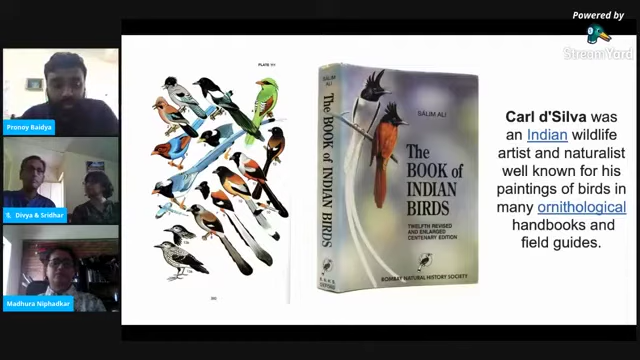 Powered by
StreamYard
Pronoy Baidya
Divya & Sridhar
Madhura Niphadkar
SALIM ALI
The BOOK of INDIAN BIRDS
SALIM ALI
The
BOOK of
INDIAN
BIRDS
TWELFTH REVISED
AND ENLARGED
CENTENARY EDITION
BOMBAY NATURAL HISTORY SOCIETY
Carl d'Silva was
an Indian wildlife
artist and naturalist
well known for his
paintings of birds in
many ornithological
handbooks and
field guides.